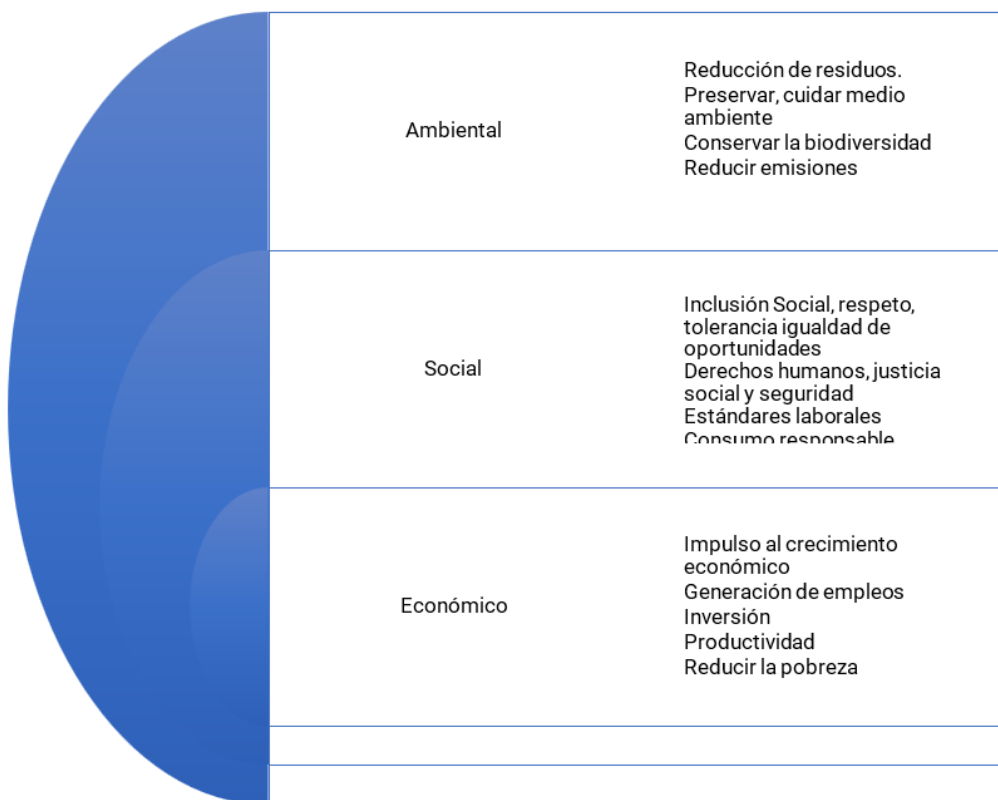 Ambiental
Reducción de residuos.
Preservar, cuidar medio
ambiente
Conservar la biodiversidad
Reducir emisiones
Social
Inclusión Social, respeto,
tolerancia igualdad de
oportunidades
Derechos humanos, justicia
social y seguridad
Estándares laborales
Consumo responsable
Económico
Impulso al crecimiento
económico
Generación de empleos
Inversión
Productividad
Reducir la pobreza